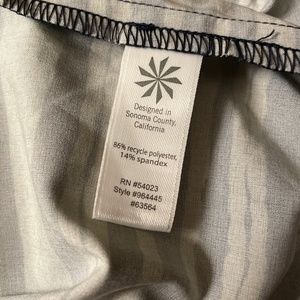 Designed in
Sonoma County,
California
86% recycle polyester,
14% spandex
RN #54023
Style #964445
#63564